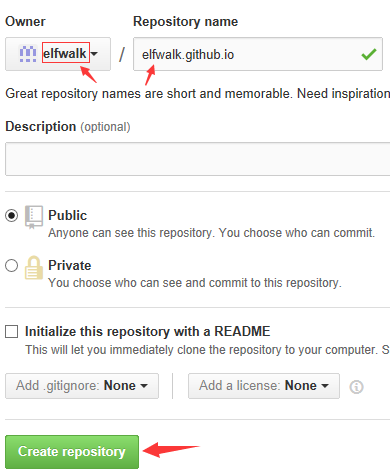 Owner Repository name
elfwalk / elfwalk.github.io
Great repository names are short and memorable. Need inspiration
Description (optional)
Public
Anyone can see this repository. You choose who can commit.
Private
You choose who can see and commit to this repository.
Initialize this repository with a README
This will let you immediately clone the repository to your computer. S
Add .gitignore: None Add a license: None
Create repository